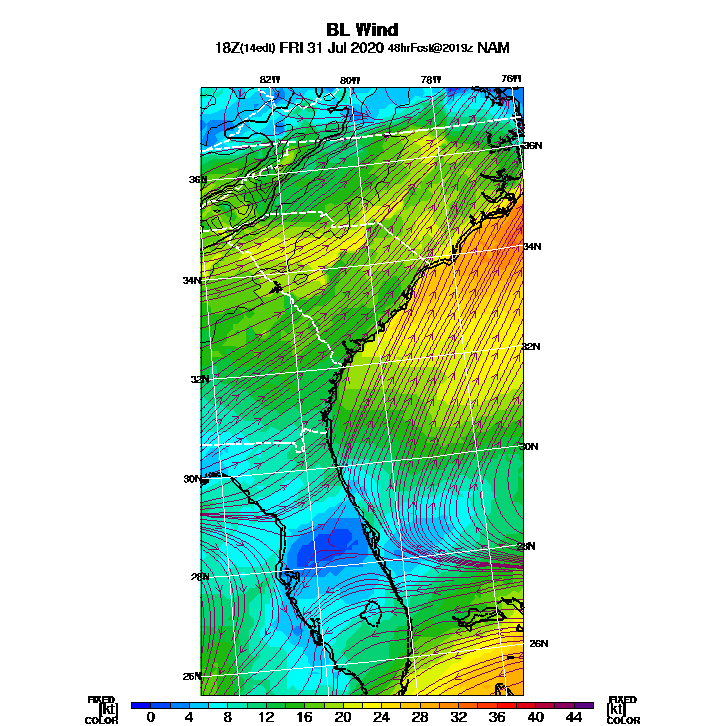 BL Wind
18Z(14edt) FRI 31 Jul 2020 48hrFcst@2019z NAM
82W 80W 78W 76W
36N
36N
34N
34N
32N
32N
30N
30N
28N
28N
26N
26N
FIXED FIXED
[kt] 0 4 8 12 16 20 24 28 32 36 40 44 [kt]
COLOR COLOR